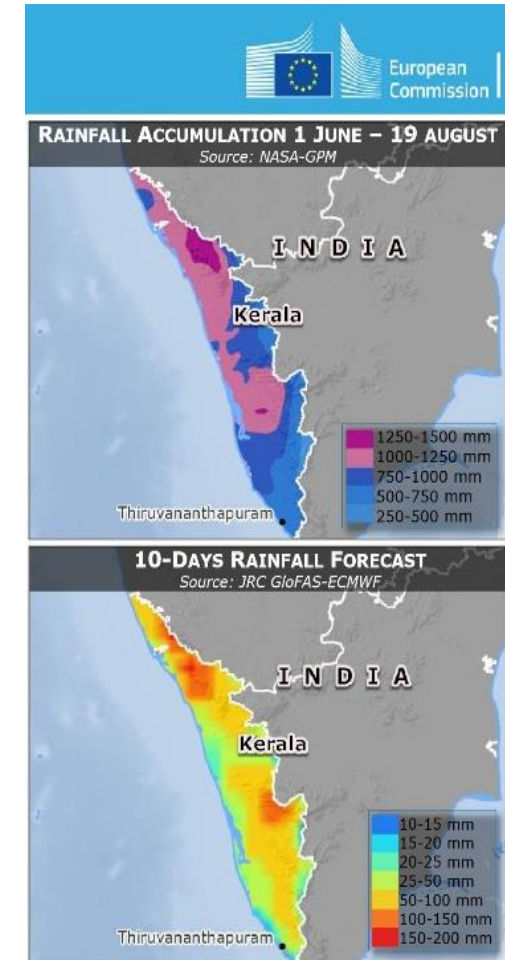 European
Commission
RAINFALL ACCUMULATION 1 JUNE – 19 AUGUST
Source: NASA-GPM
INDIA
Kerala
1250-1500 mm
1000-1250 mm
750-1000 mm
500-750 mm
250-500 mm
Thiruvananthapuram
10-DAYS RAINFALL FORECAST
Source: JRC GloFAS-ECMWF
INDIA
Kerala
10-15 mm
15-20 mm
20-25 mm
25-50 mm
50-100 mm
100-150 mm
150-200 mm
Thiruvananthapuram